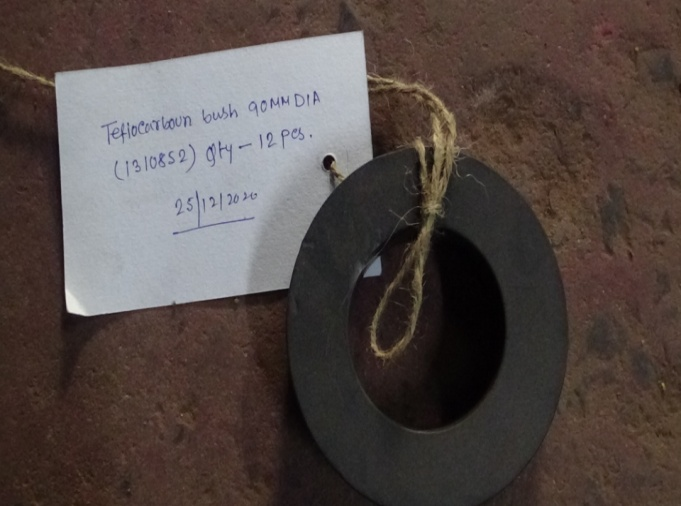 Teflocarboun bush 90MM DIA
(1310852) qty - 12 pcs.
25/12/2020